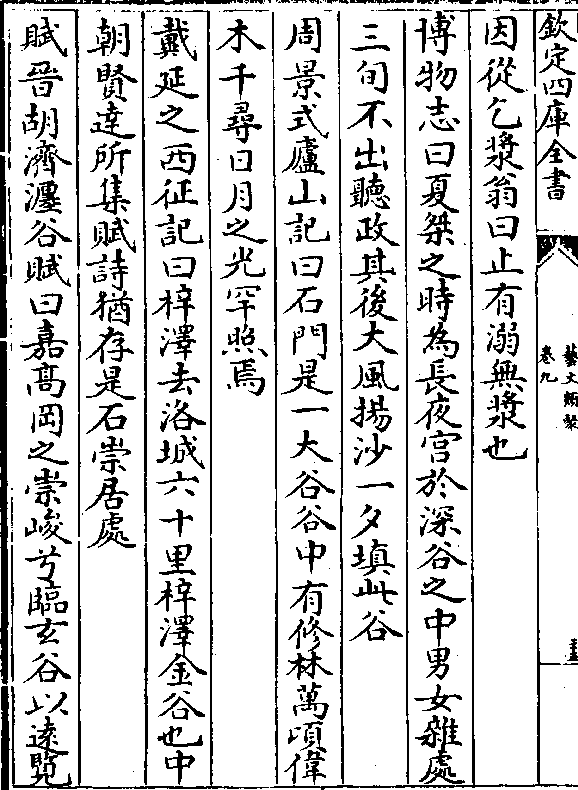 欽定四庫全書
藝文類聚
卷九
因從乞漿翁曰止有溺無漿也
博物志曰夏桀之時為長夜宫於深谷之中男女雜處
三旬不出聽政其後大風揚沙一夕填此谷
周景式廬山記曰石門是一大谷谷中有修林萬頃偉
木千尋日月之光罕照焉
戴延之西征記曰梓澤去洛城六十里梓澤金谷也中
朝賢達所集賦詩猶存是石崇居處
賦晉胡濟瀍谷賦曰嘉髙岡之崇峻兮臨玄谷以逺覽